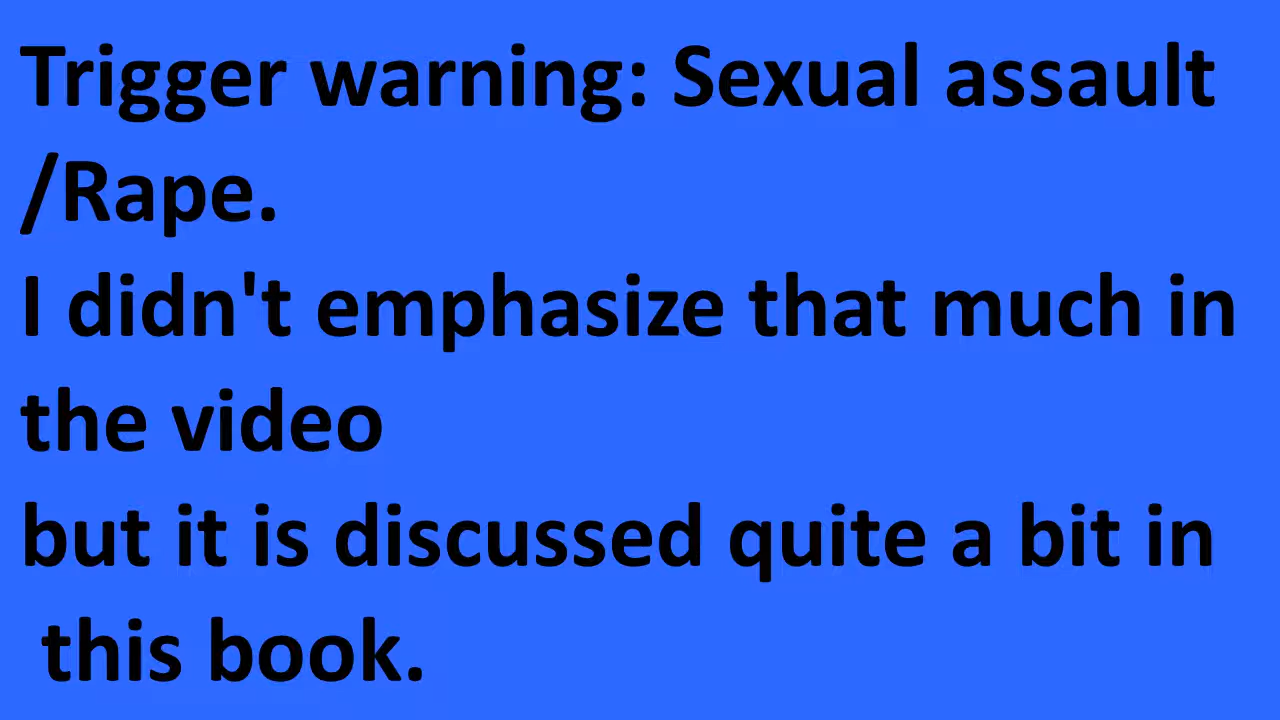 Trigger warning: Sexual assault
/Rape.
I didn't emphasize that much in
the video
but it is discussed quite a bit in
this book.